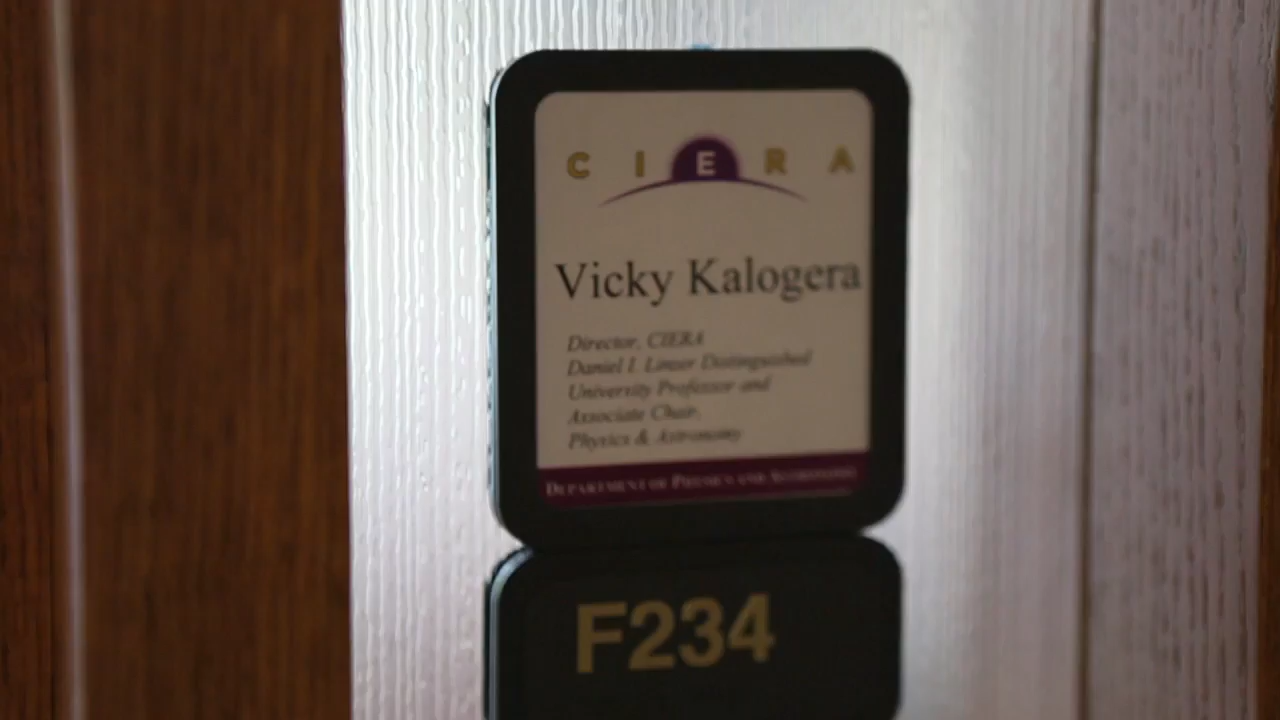 C I E R A
Vicky Kalogera
Director, CIERA
Daniel I. Linzer Distinguished
University Professor and
Associate Chair,
Physics & Astronomy
DEPARTMENT OF PHYSICS AND ASTRONOMY
F234